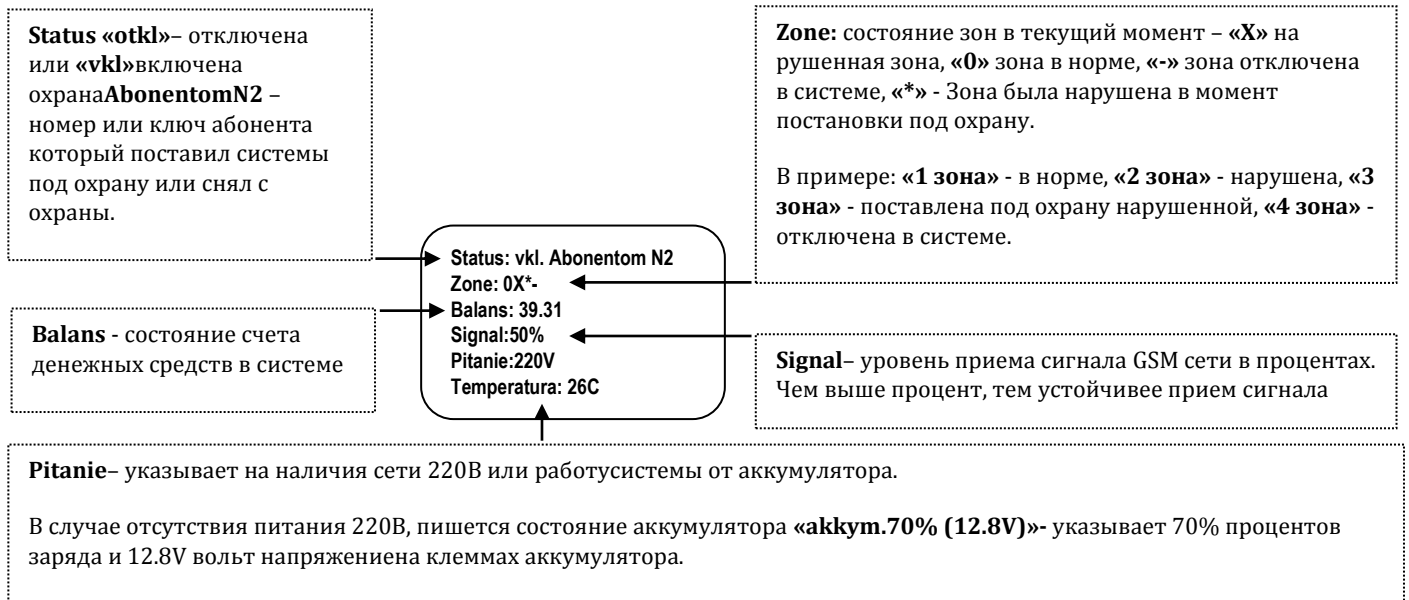 Status «otkl»– отключена
или «vkl»включена
охранаAbonentomN2 –
номер или ключ абонента
который поставил системы
под охрану или снял с
охраны.
Zone: состояние зон в текущий момент – «X» на
рушенная зона, «0» зона в норме, «-» зона отключена
в системе, «*» - Зона была нарушена в момент
постановки под охрану.
В примере: «1 зона» - в норме, «2 зона» - нарушена, «3
зона» - поставлена под охрану нарушенной, «4 зона» -
отключена в системе.
Status: vkl. Abonentom N2
Zone: 0X*-
Balans: 39.31
Signal:50%
Pitanie:220V
Temperatura: 26C
Balans - состояние счета
денежных средств в системе
Signal– уровень приема сигнала GSM сети в процентах.
Чем выше процент, тем устойчивее прием сигнала
Pitanie– указывает на наличия сети 220В или работусистемы от аккумулятора.
В случае отсутствия питания 220В, пишется состояние аккумулятора «akkym.70% (12.8V)»- указывает 70% процентов
заряда и 12.8V вольт напряжениена клеммах аккумулятора.